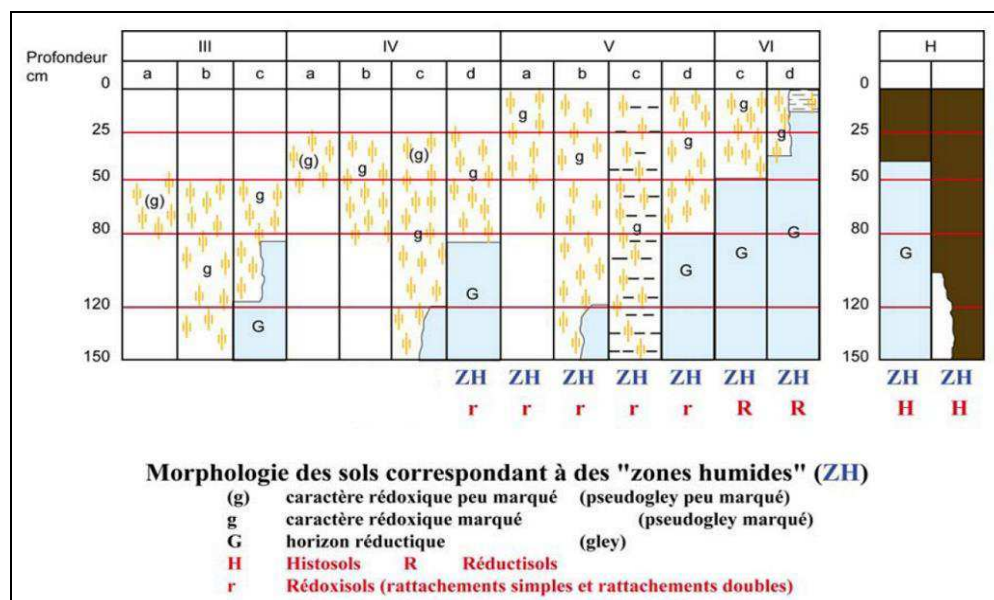 III IV V VI H
Profondeur
cm
a b c a b c d a b c d c d
0 0
g g g
25 25
g g
(g) (g) g
50 50
(g) g g
80 80
g g g G G G
g G
G G
120 120
150 150
ZH ZH ZH ZH ZH ZH ZH ZH ZH
r r r r r R R H H
Morphologie des sols correspondant à des "zones humides" (ZH)
(g) caractère rédoxique peu marqué (pseudogley peu marqué)
g caractère rédoxique marqué (pseudogley marqué)
G horizon réductique (gley)
H Histosols R Réductisols
r Rédoxisols (rattachements simples et rattachements doubles)